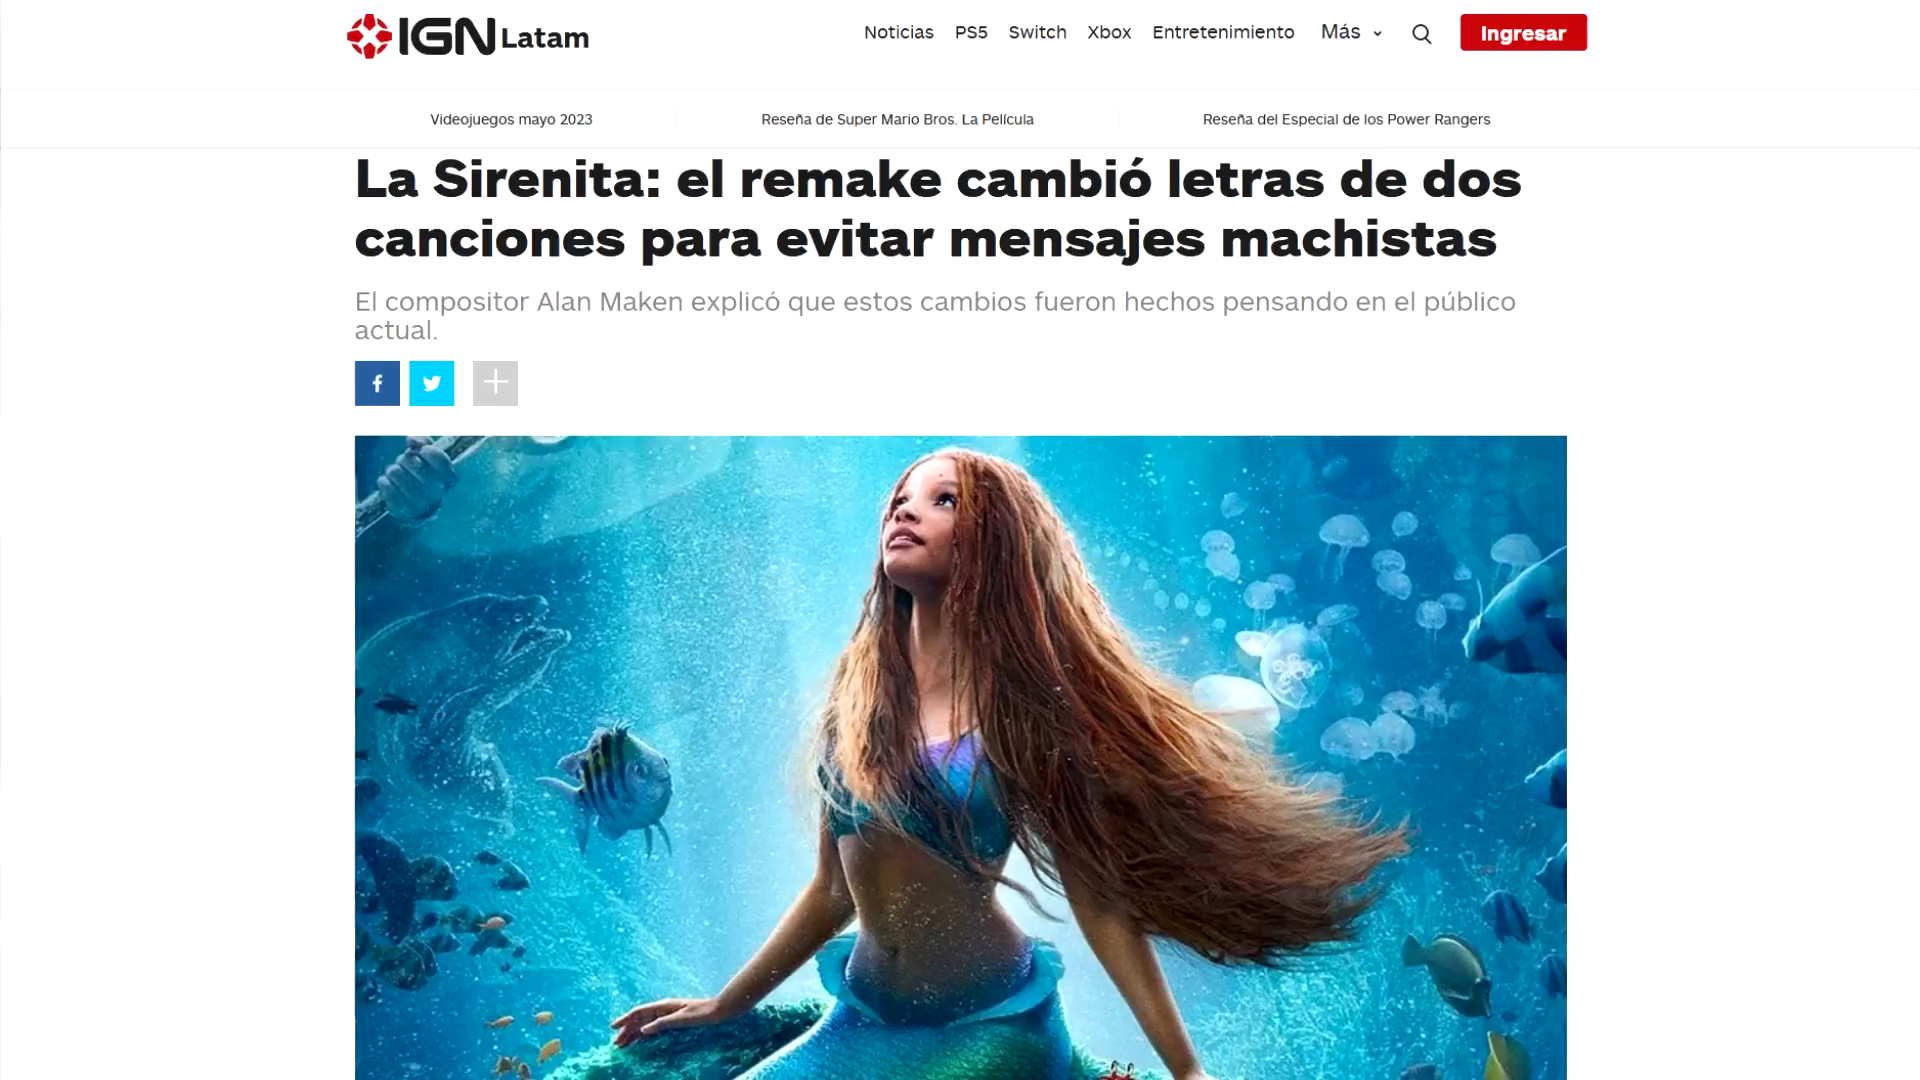 IGN Latam
Noticias PS5 Switch Xbox Entretenimiento Más Ingresar
Videojuegos mayo 2023 Reseña de Super Mario Bros. La Película Reseña del Especial de los Power Rangers
La Sirenita: el remake cambió letras de dos
canciones para evitar mensajes machistas
El compositor Alan Maken explicó que estos cambios fueron hechos pensando en el público
actual.